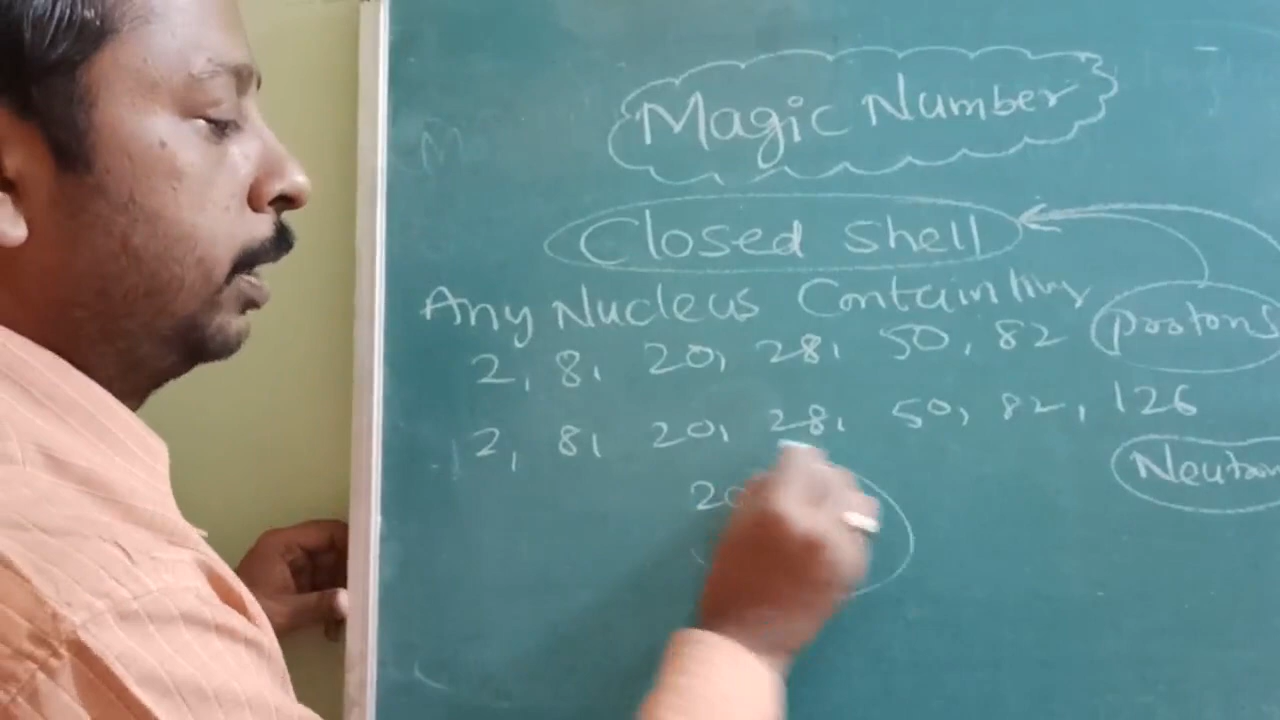 Magic Number
Closed Shell
Any Nucleus Containing
2, 8, 20, 28, 50, 82 protons
2, 8, 20, 28, 50, 82, 126